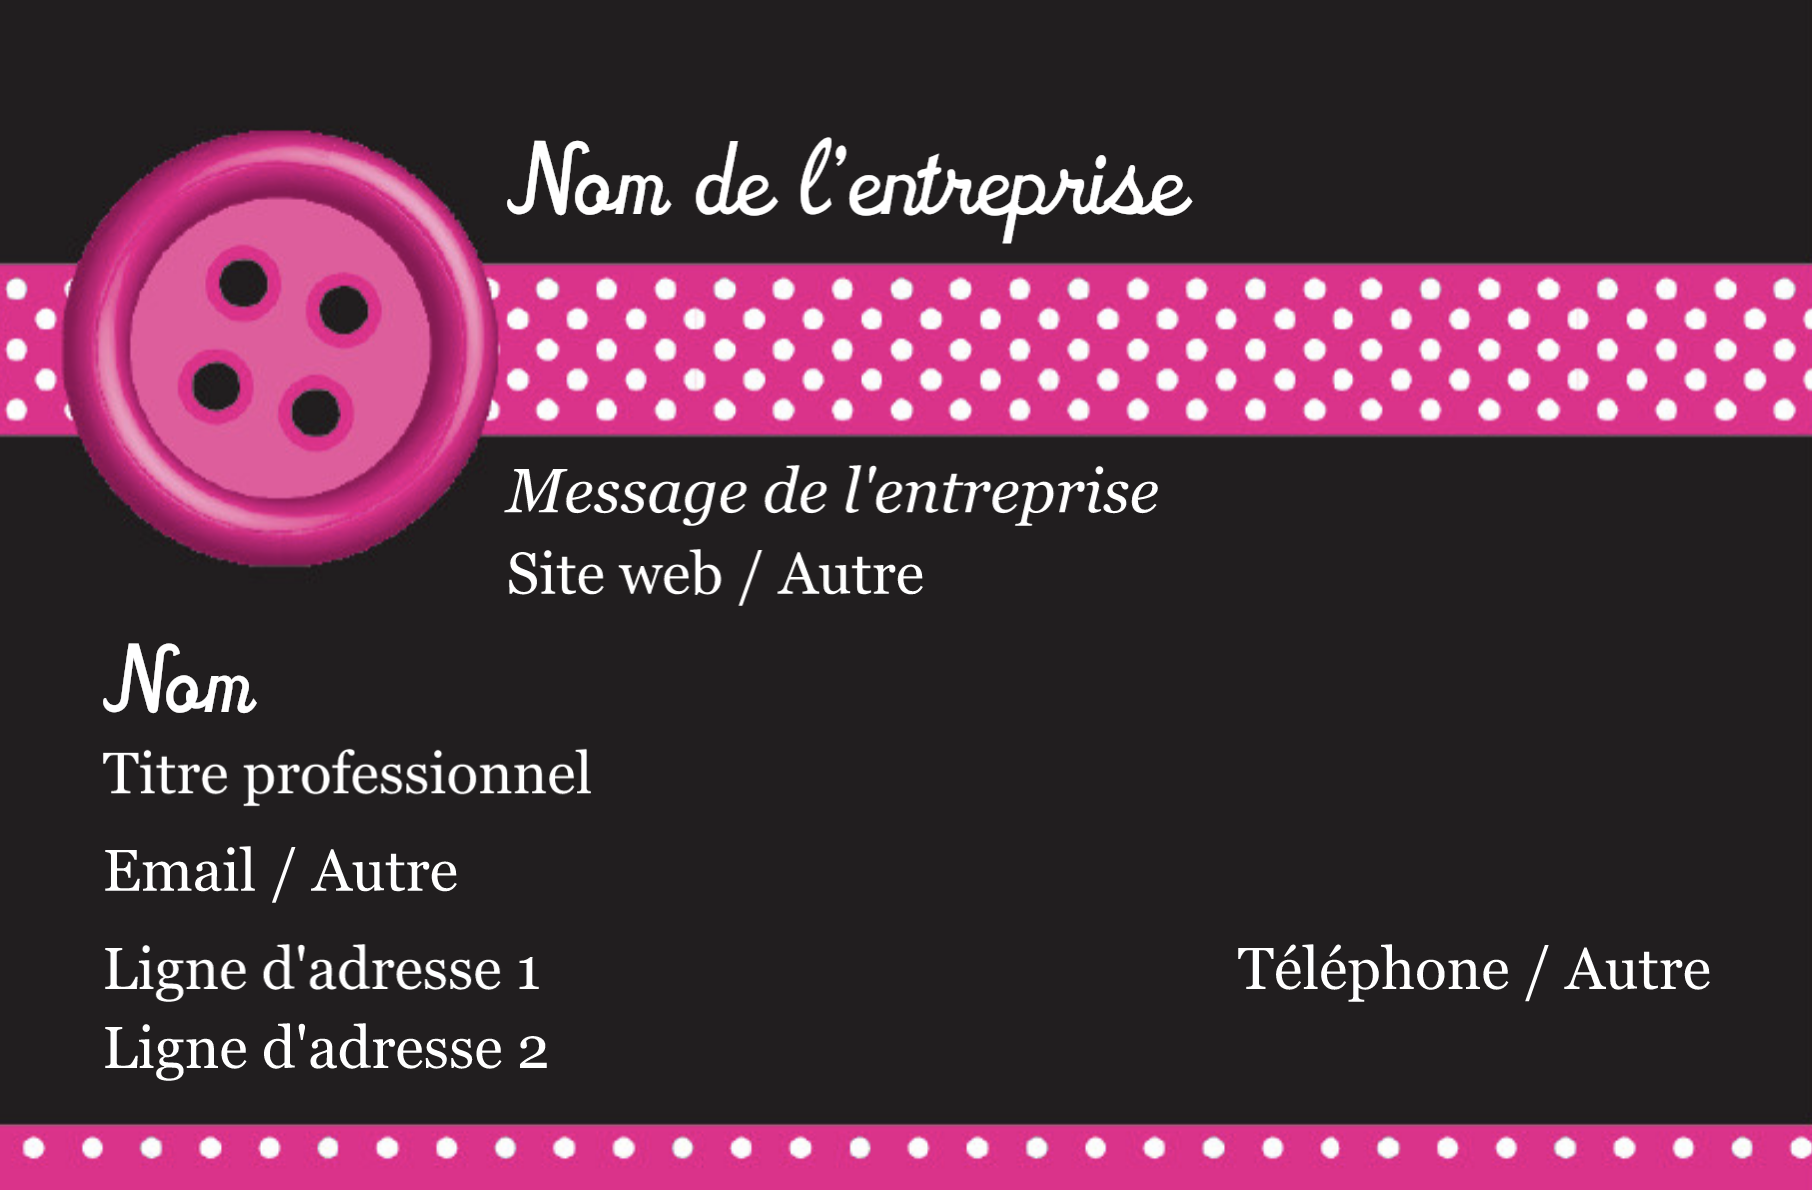 Nom de l’entreprise
Message de l'entreprise
Site web / Autre
Nom
Titre professionnel
Email / Autre
Ligne d'adresse 1
Téléphone / Autre
Ligne d'adresse 2